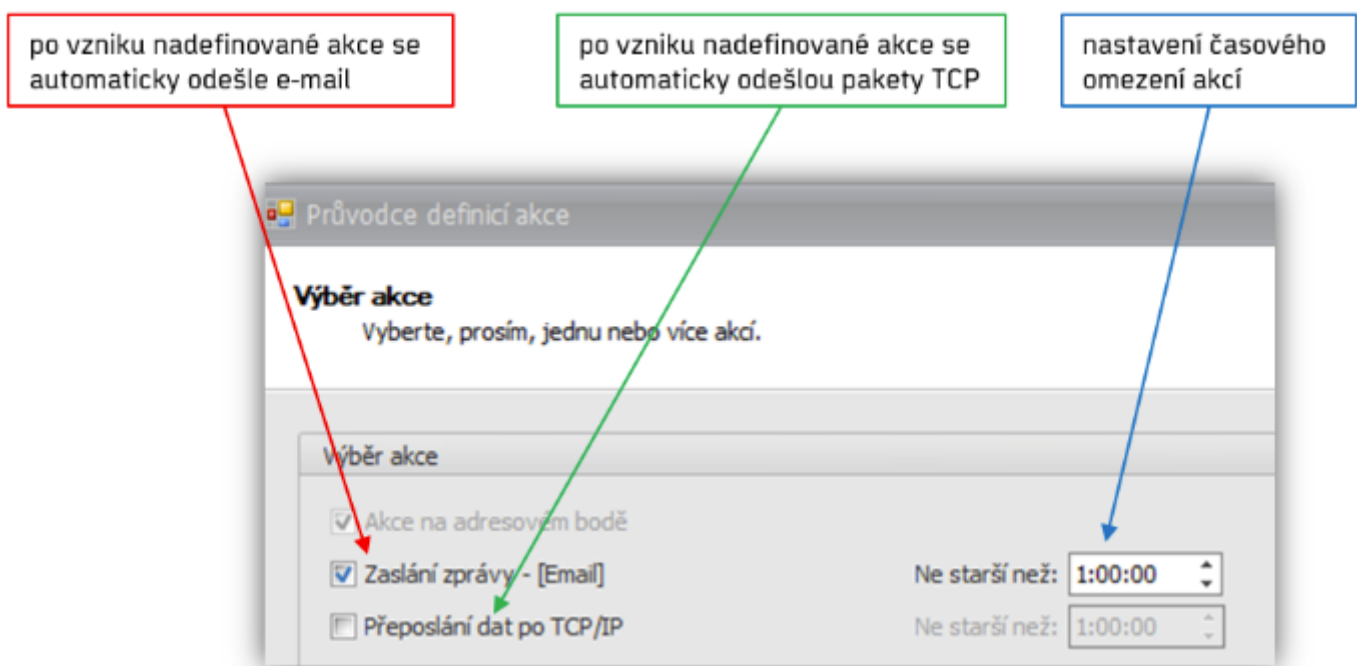 po vzniku nadefinované akce se
automaticky odešle e-mail
po vzniku nadefinované akce se
automaticky odešlou pakety TCP
nastavení časového
omezení akcí
Průvodce definicí akce
Výběr akce
Vyberte, prosím, jednu nebo více akcí.
Výběr akce
Akce na adresovém bodě
Zaslání zprávy - [Email] Ne starší než: 1:00:00
Přeposlání dat po TCP/IP Ne starší než: 1:00:00